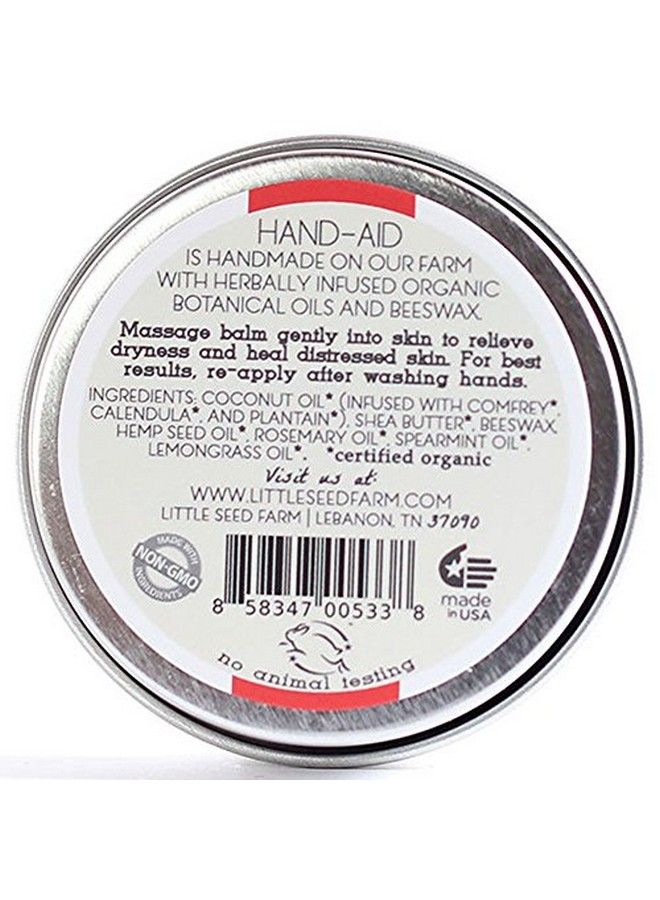 HAND-AID
IS HANDMADE ON OUR FARM
WITH HERBALLY INFUSED ORGANIC
BOTANICAL OILS AND BEESWAX.
Massage balm gently into skin to relieve
dryness and heal distressed skin. For best
results, re-apply after washing hands.
INGREDIENTS: COCONUT OIL* (INFUSED WITH COMFREY*,
CALENDULA*, AND PLANTAIN*), SHEA BUTTER*, BEESWAX,
HEMP SEED OIL*, ROSEMARY OIL*, SPEARMINT OIL*,
LEMONGRASS OIL*. *certified organic
Visit us at:
WWW.LITTLESEEDFARM.COM
LITTLE SEED FARM | LEBANON, TN 37090
MADE WITH
NON-GMO
INGREDIENTS
8 58347 00533 8
made
in USA
no animal testing